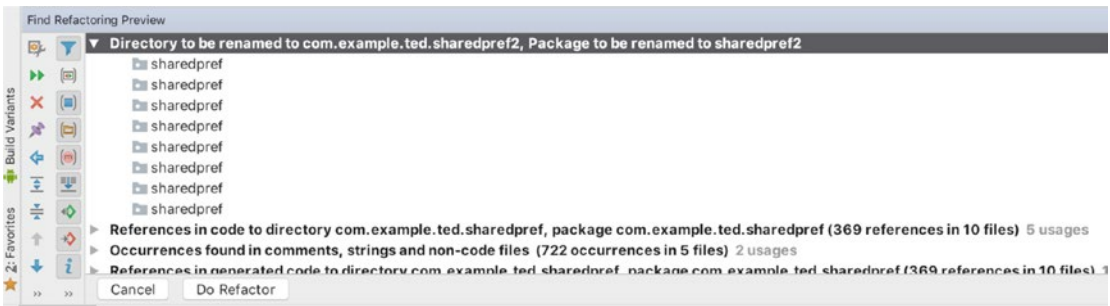 Find Refactoring Preview
Directory to be renamed to com.example.ted.sharedpref2, Package to be renamed to sharedpref2
sharedpref
sharedpref
sharedpref
sharedpref
sharedpref
sharedpref
sharedpref
sharedpref
References in code to directory com.example.ted.sharedpref, package com.example.ted.sharedpref (369 references in 10 files) 5 usages
Occurrences found in comments, strings and non-code files (722 occurrences in 5 files) 2 usages
References in generated code to directory com.example.ted.sharedpref, package com.example.ted.sharedpref (369 references in 10 files)
Cancel Do Refactor
Build Variants
2: Favorites